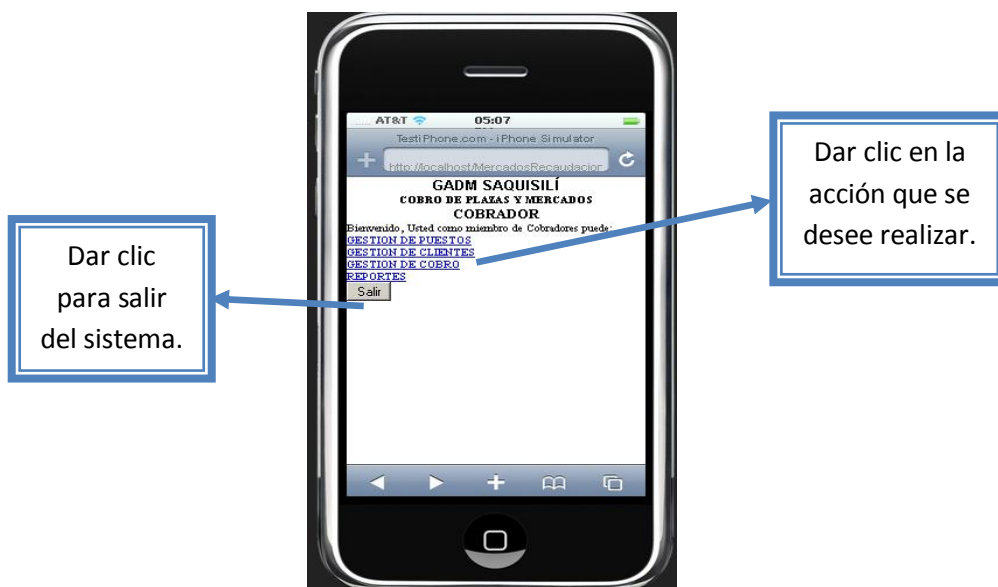 AT&T 05:07
TestiPhone.com - iPhone Simulator
http://localhost/MercadosRecaudacion
GADM SAQUISILÍ
COBRO DE PLAZAS Y MERCADOS
COBRADOR
Bienvenido, Usted como miembro de Cobradores puede:
GESTION DE PUESTOS
GESTION DE CLIENTES
GESTION DE COBRO
REPORTES
Salir
Dar clic
para salir
del sistema.
Dar clic en la
acción que se
desee realizar.